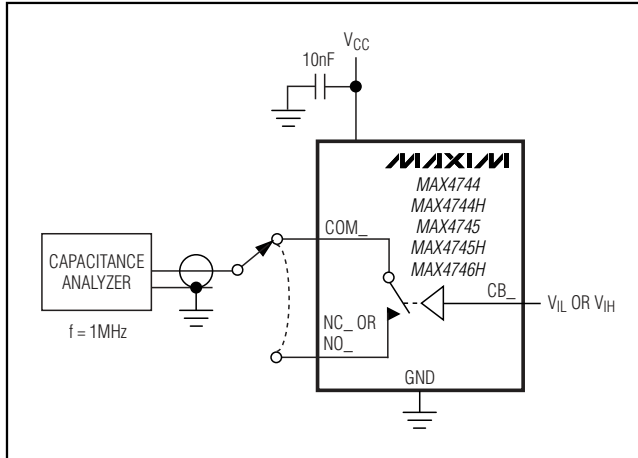 VCC
10nF
MAXIM
MAX4744
MAX4744H
MAX4745
MAX4745H
MAX4746H
COM_
CAPACITANCE
ANALYZER
f = 1MHz
CB_
VIL OR VIH
NC_ OR
NO_
GND